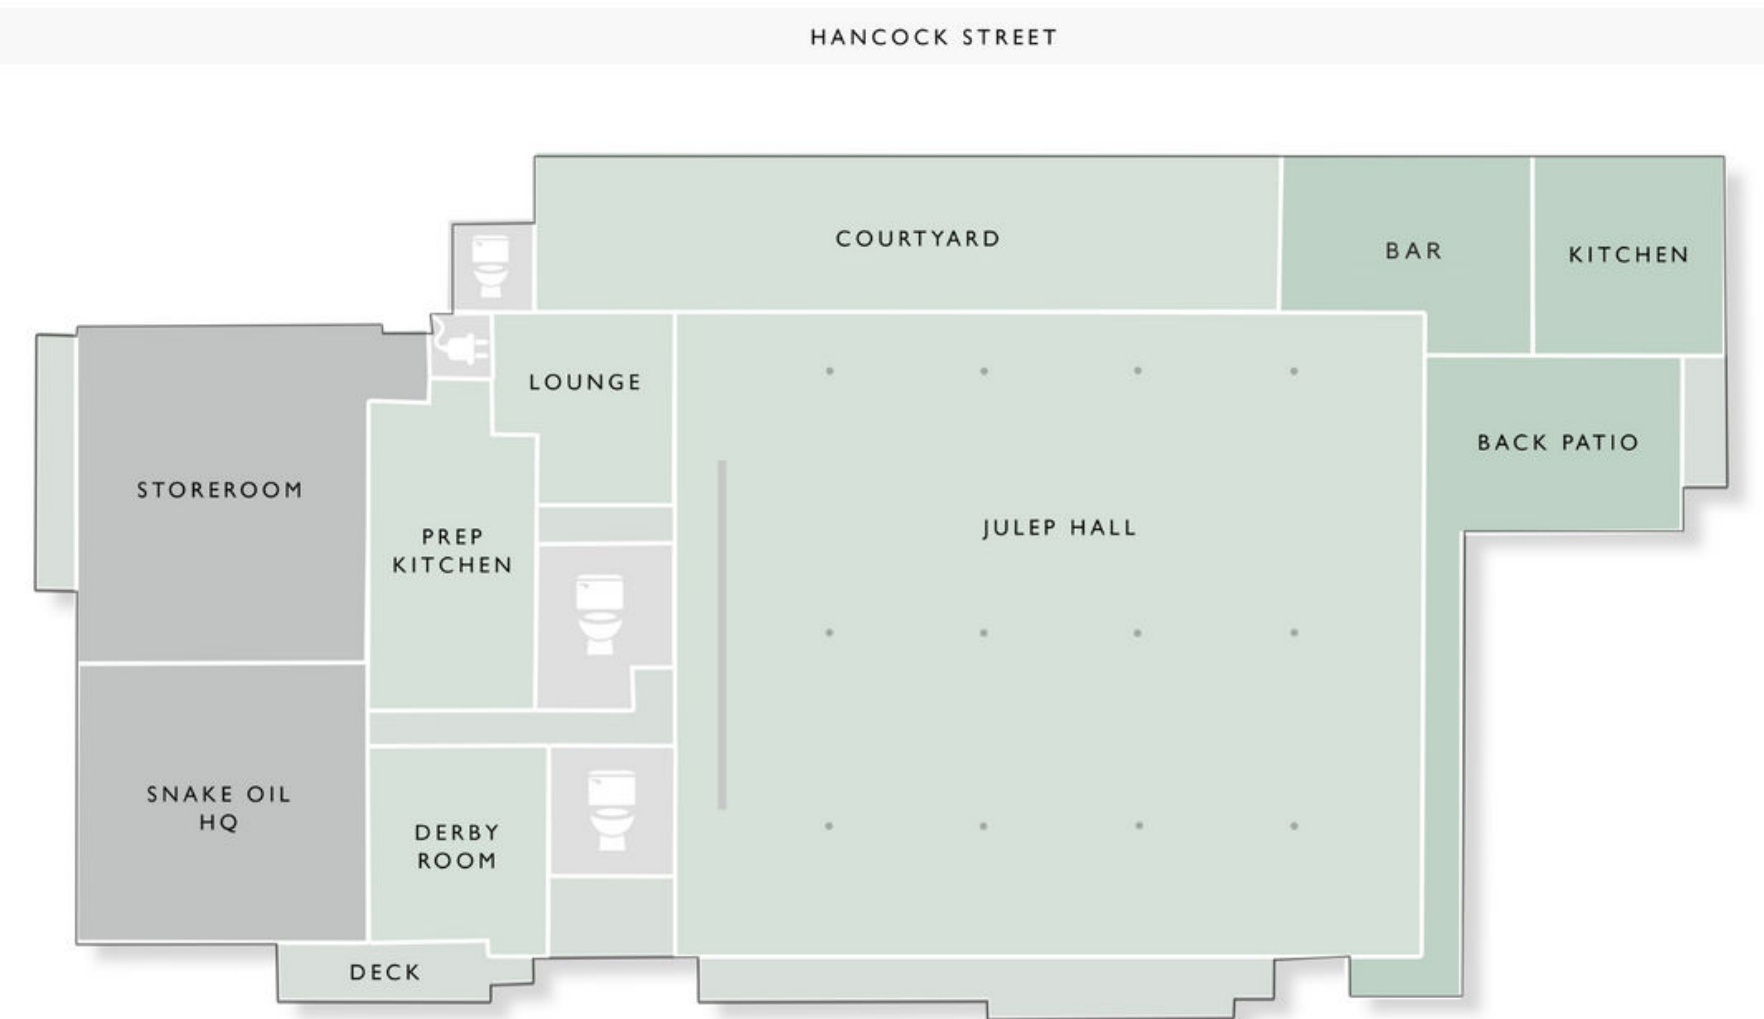 HANCOCK STREET
COURTYARD
BAR
KITCHEN
LOUNGE
BACK PATIO
STOREROOM
JULEP HALL
PREP
KITCHEN
SNAKE OIL
HQ
DERBY
ROOM
DECK